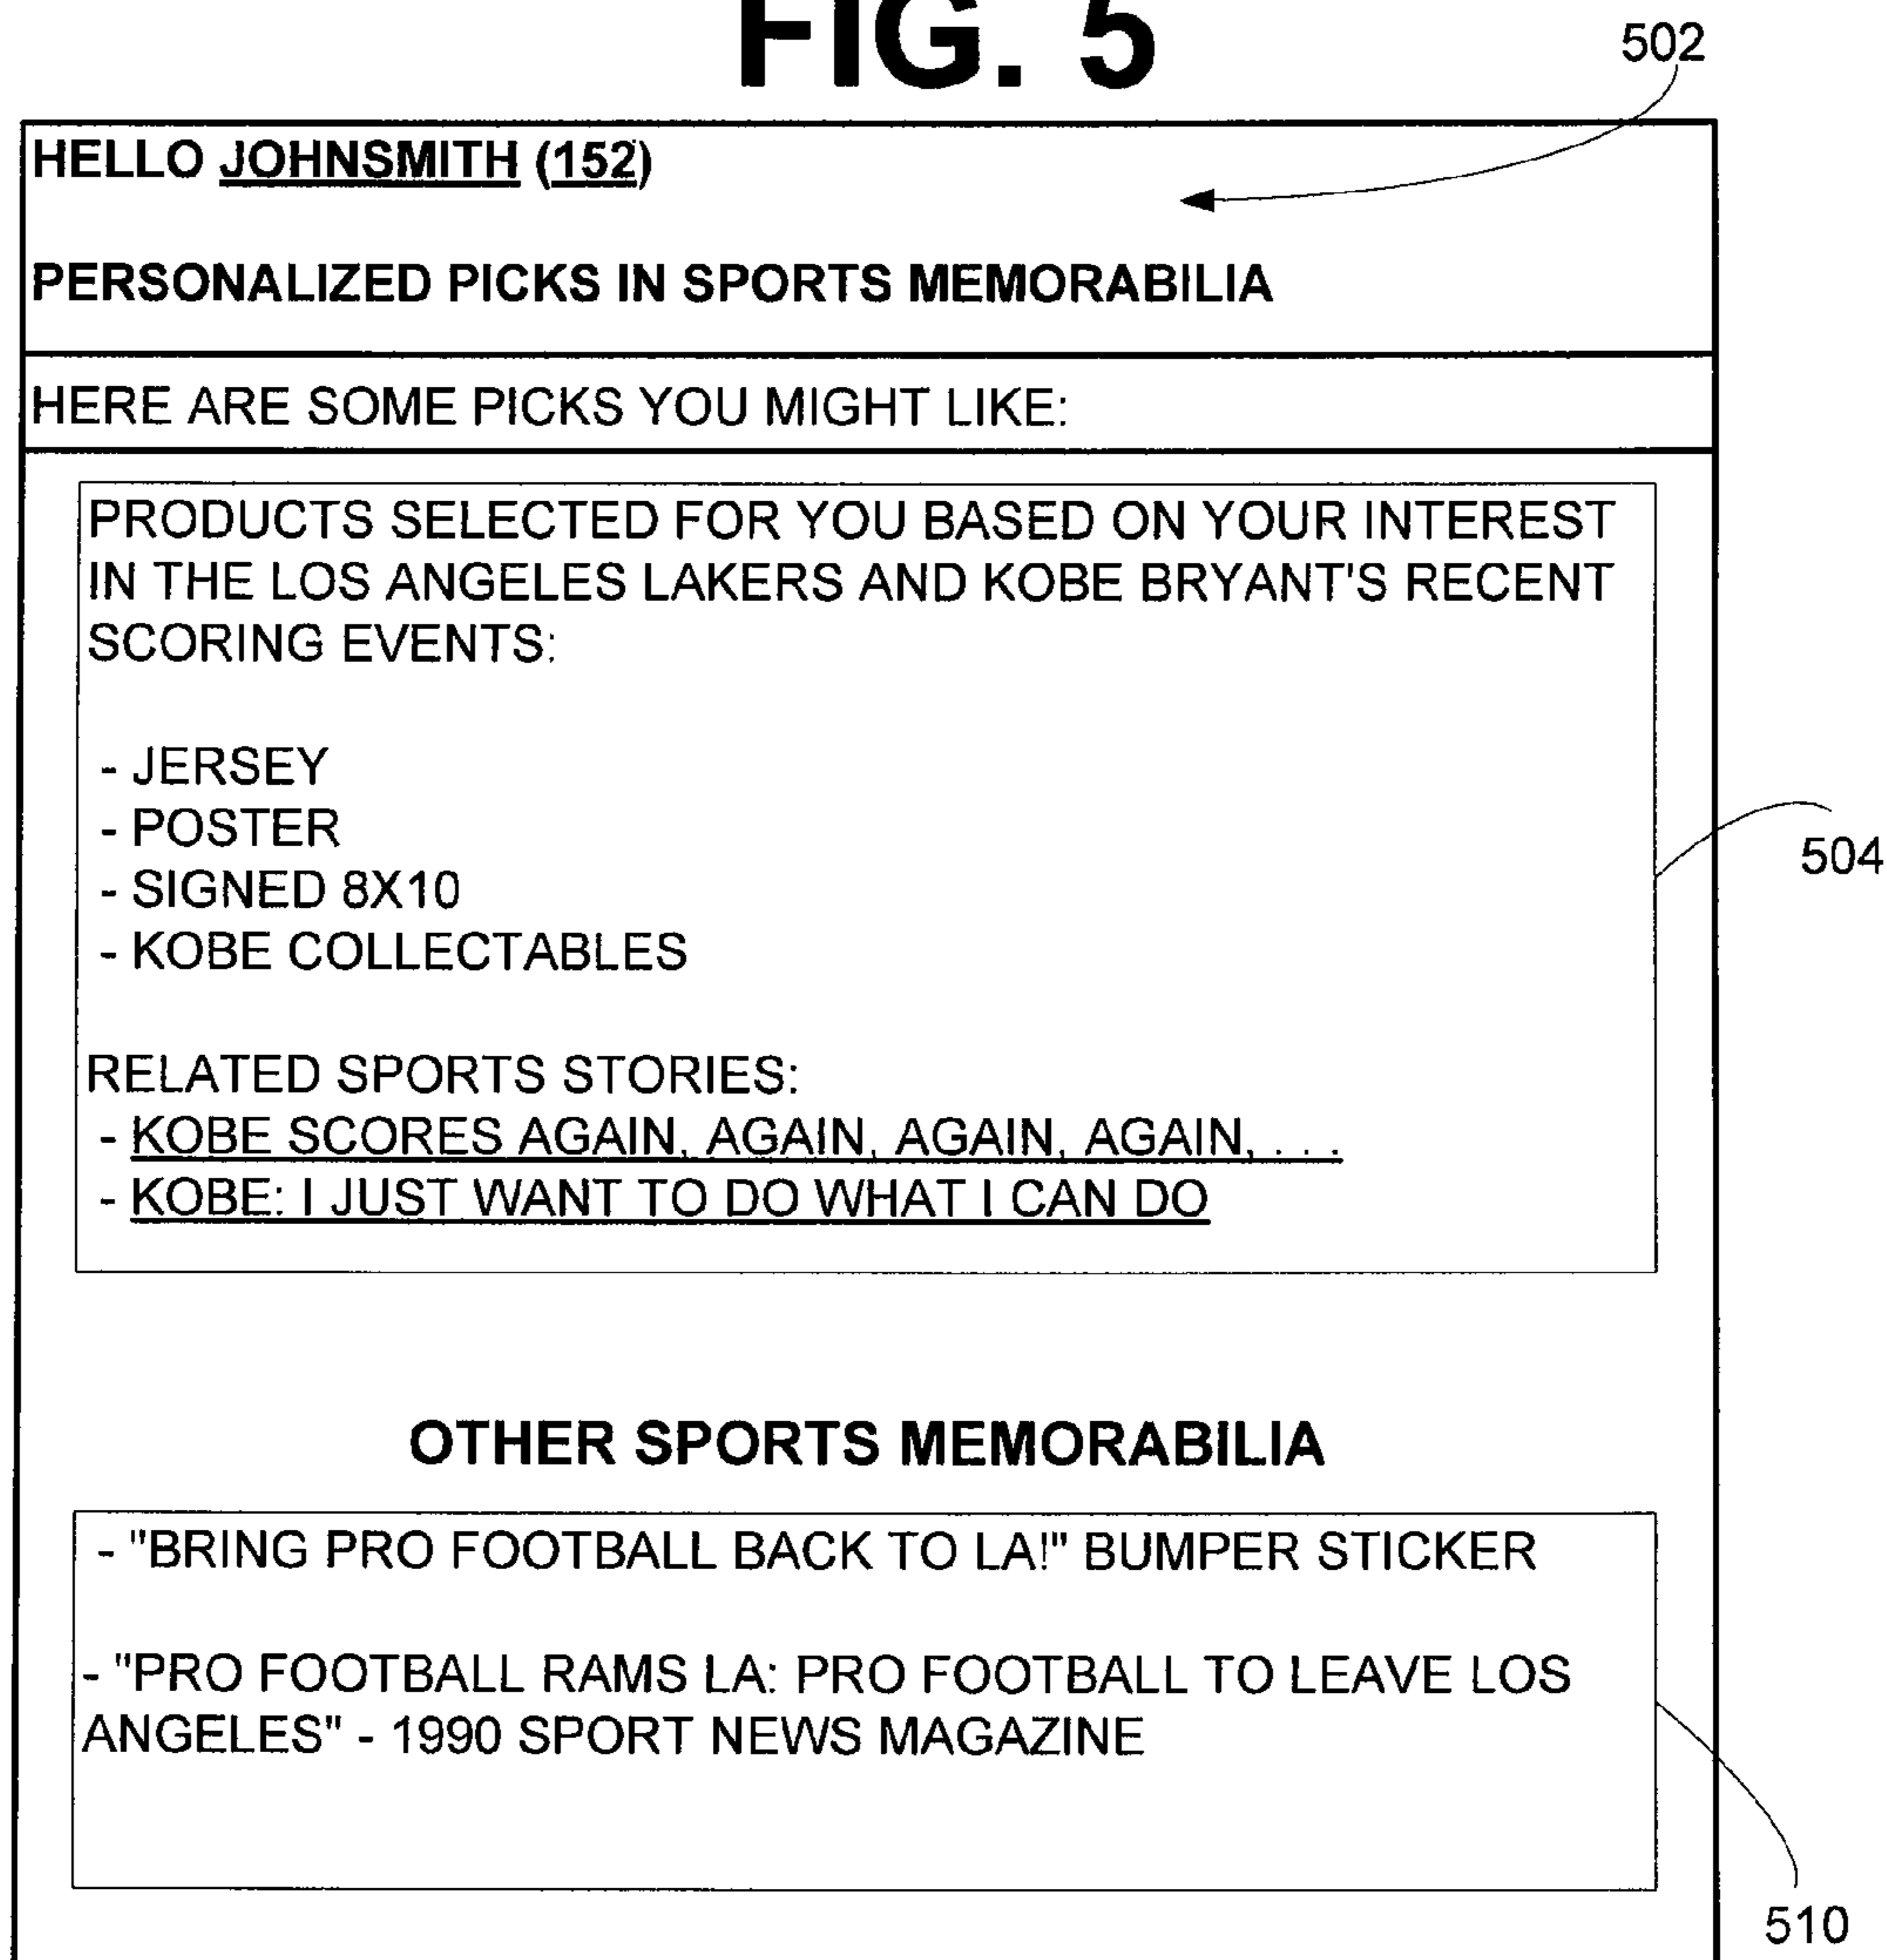 FIG. 5
502
HELLO JOHNSMITH (152)
PERSONALIZED PICKS IN SPORTS MEMORABILIA
HERE ARE SOME PICKS YOU MIGHT LIKE:
PRODUCTS SELECTED FOR YOU BASED ON YOUR INTEREST
IN THE LOS ANGELES LAKERS AND KOBE BRYANT'S RECENT
SCORING EVENTS:
- JERSEY
- POSTER
- SIGNED 8X10
- KOBE COLLECTABLES
504
RELATED SPORTS STORIES:
- KOBE SCORES AGAIN, AGAIN, AGAIN, AGAIN, . . .
- KOBE: I JUST WANT TO DO WHAT I CAN DO
OTHER SPORTS MEMORABILIA
- "BRING PRO FOOTBALL BACK TO LA!" BUMPER STICKER
- "PRO FOOTBALL RAMS LA: PRO FOOTBALL TO LEAVE LOS
ANGELES" - 1990 SPORT NEWS MAGAZINE
510